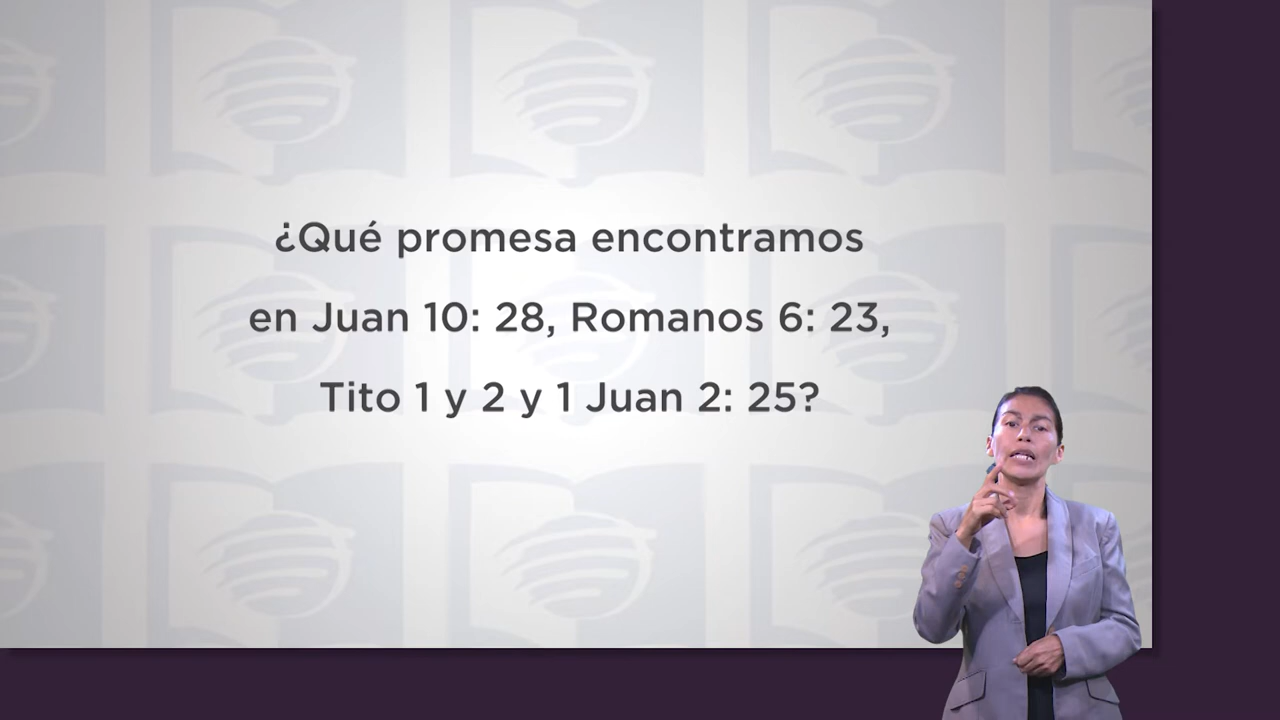 ¿Qué promesa encontramos
en Juan 10: 28, Romanos 6: 23,
Tito 1 y 2 y 1 Juan 2: 25?